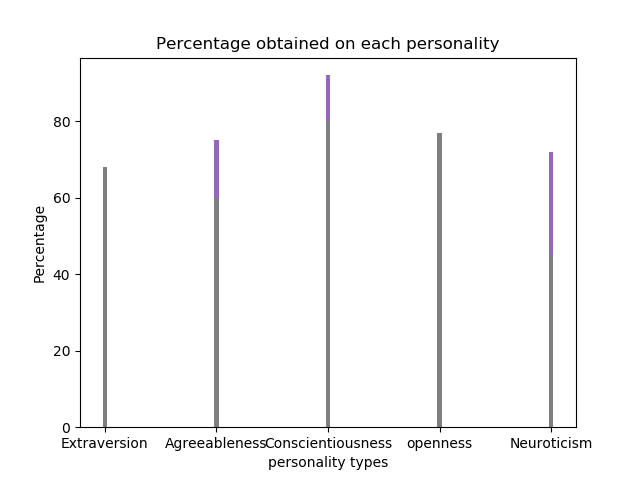 Percentage obtained on each personality
80
60
40
20
0
Percentage
Extraversion Agreeableness Conscientiousness openness Neuroticism
personality types